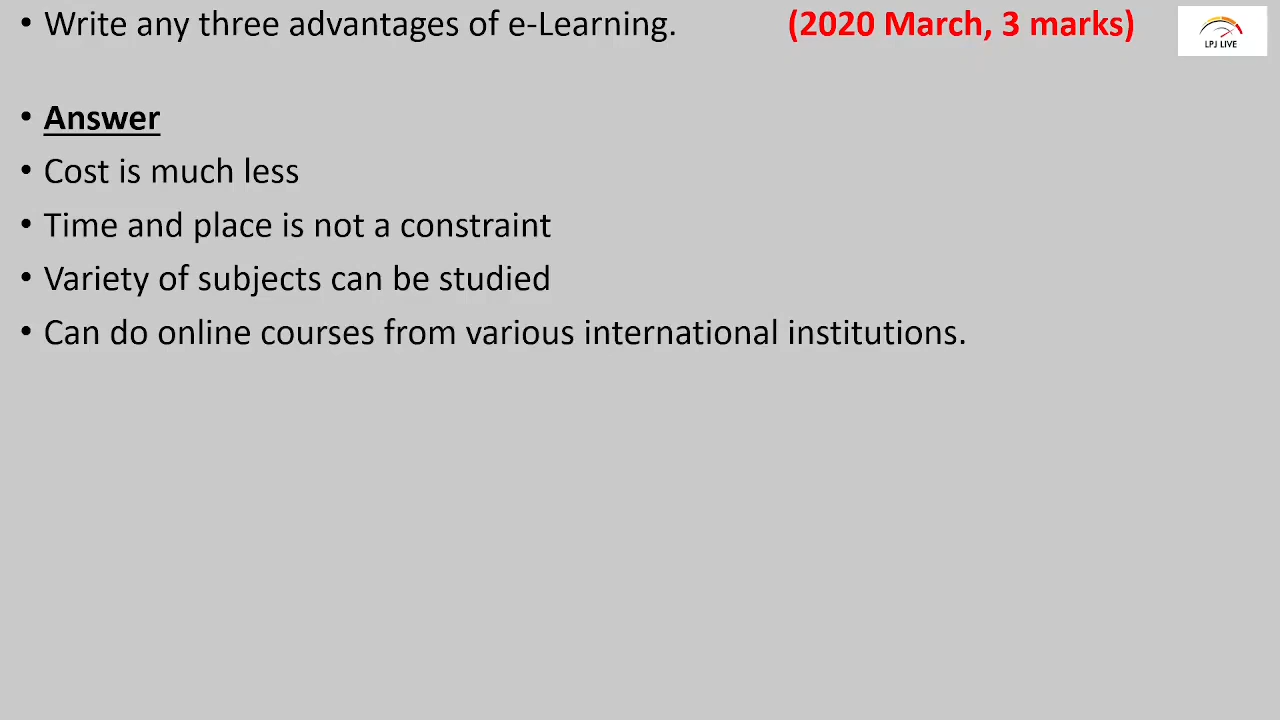 • Write any three advantages of e-Learning. (2020 March, 3 marks)
LPJ LIVE
• Answer
• Cost is much less
• Time and place is not a constraint
• Variety of subjects can be studied
• Can do online courses from various international institutions.